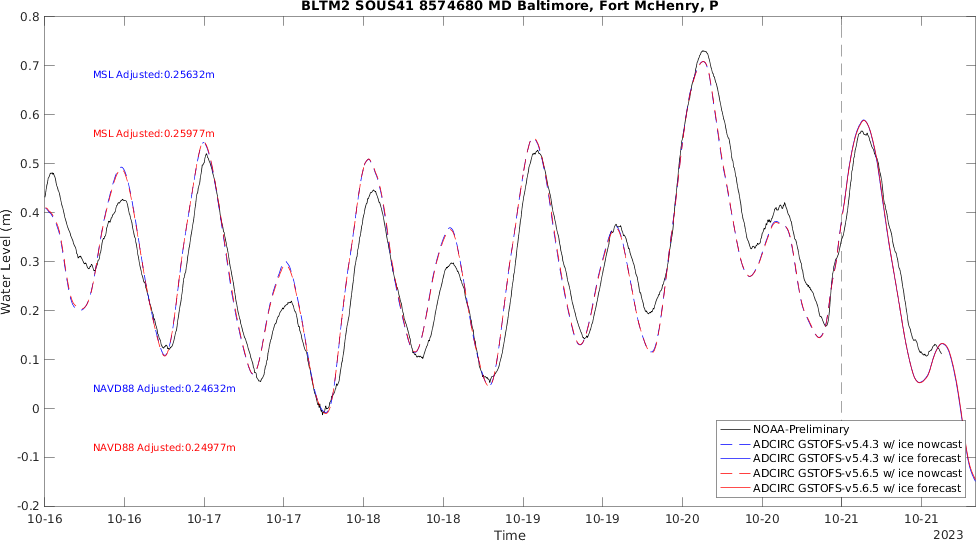 BLTM2 SOUS41 8574680 MD Baltimore, Fort McHenry, P
0.8
0.7
0.6
0.5
0.4
0.3
0.2
0.1
0
-0.1
-0.2
Water Level (m)
MSL Adjusted:0.25632m
MSL Adjusted:0.25977m
NAVD88 Adjusted:0.24632m
NAVD88 Adjusted:0.24977m
NOAA-Preliminary
ADCIRC GSTOFS-v5.4.3 w/ ice nowcast
ADCIRC GSTOFS-v5.4.3 w/ ice forecast
ADCIRC GSTOFS-v5.6.5 w/ ice nowcast
ADCIRC GSTOFS-v5.6.5 w/ ice forecast
10-16 10-16 10-17 10-17 10-18 10-18 10-19 10-19 10-20 10-20 10-21 10-21
Time
2023